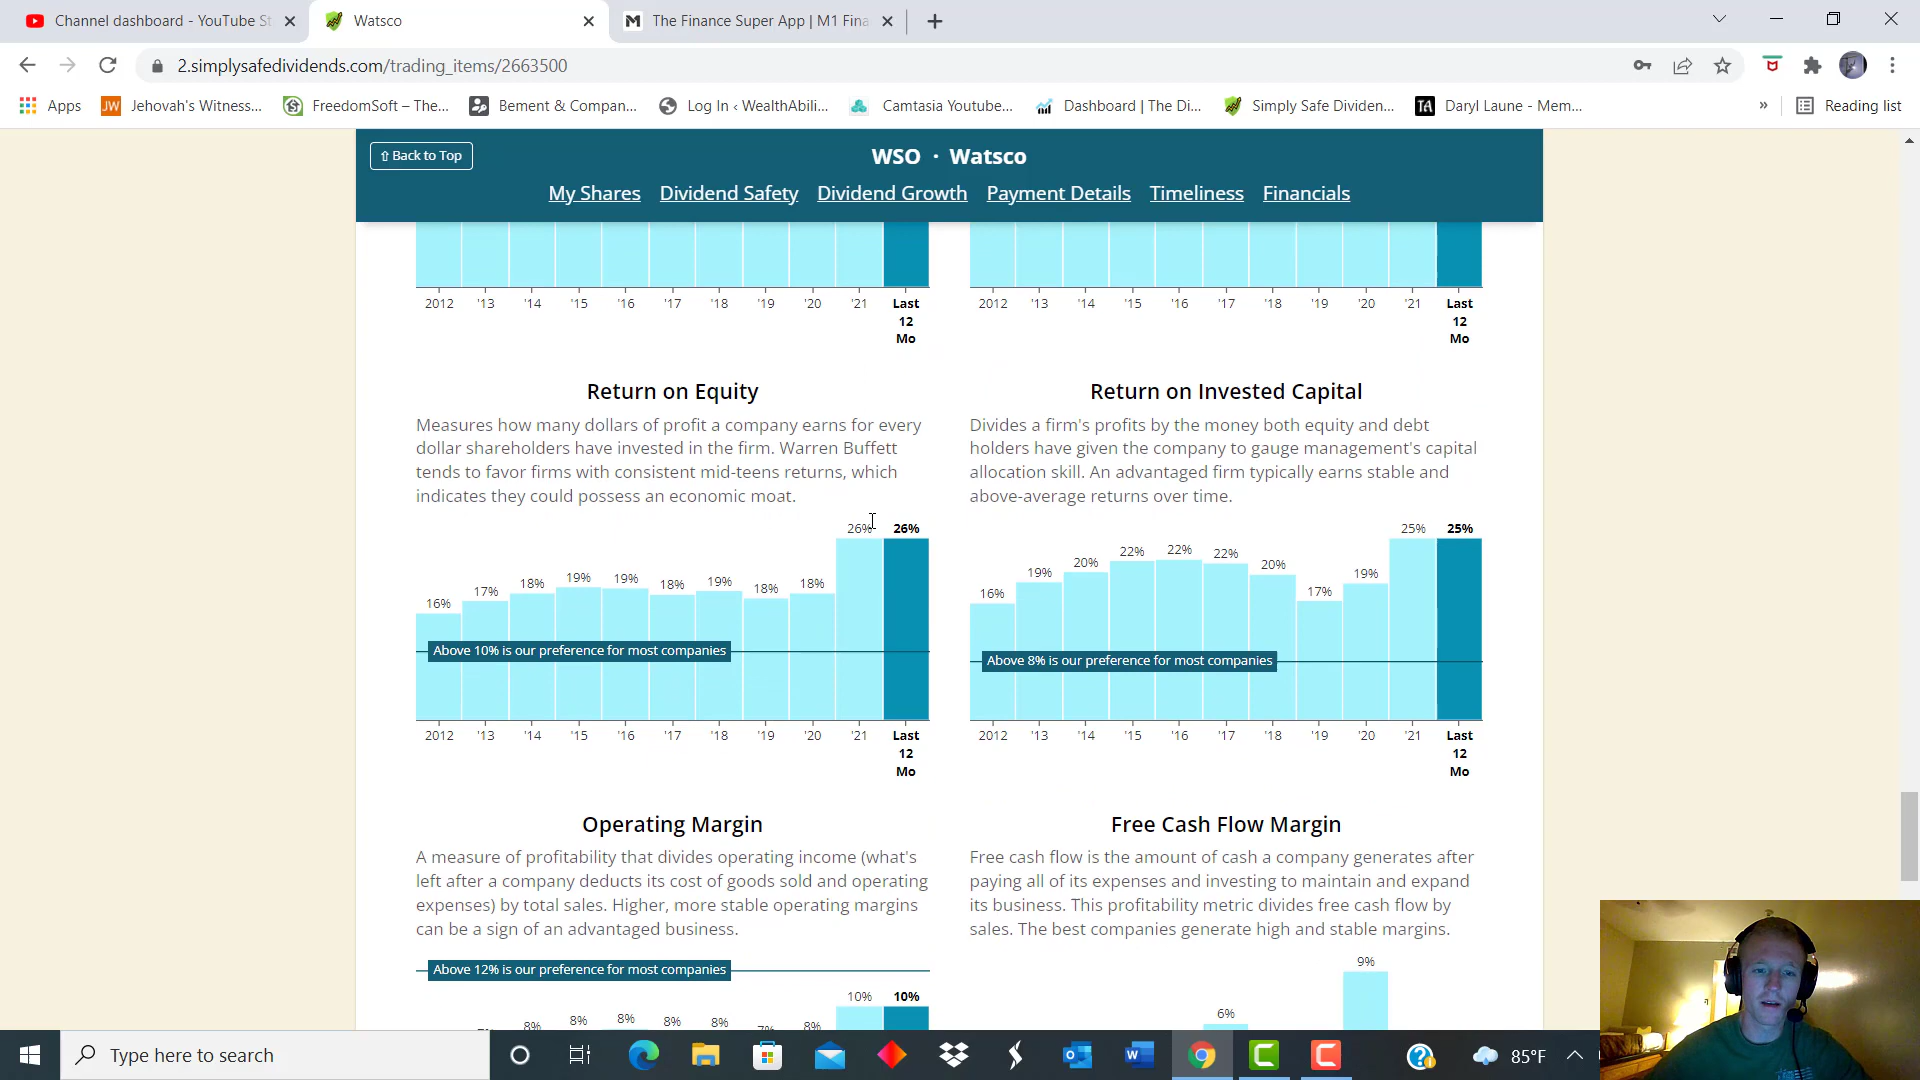 Channel dashboard - YouTube St
Watsco
The Finance Super App | M1 Fina
2.simplysafedividends.com/trading_items/2663500
Apps
JW
Jehovah's Witness...
FreedomSoft – The...
Bement & Compan...
Log In ‹ WealthAbili...
Camtasia Youtube...
Dashboard | The Di...
Simply Safe Dividen...
TA
Daryl Laune - Mem...
»
Reading list
⇧ Back to Top
WSO · Watsco
My Shares Dividend Safety Dividend Growth Payment Details Timeliness Financials
2012 '13 '14 '15 '16 '17 '18 '19 '20 '21 Last
12
Mo
2012 '13 '14 '15 '16 '17 '18 '19 '20 '21 Last
12
Mo
Return on Equity
Measures how many dollars of profit a company earns for every
dollar shareholders have invested in the firm. Warren Buffett
tends to favor firms with consistent mid-teens returns, which
indicates they could possess an economic moat.
16% 17% 18% 19% 19% 18% 19% 18% 18% 26% 26%
Above 10% is our preference for most companies
2012 '13 '14 '15 '16 '17 '18 '19 '20 '21 Last
12
Mo
Return on Invested Capital
Divides a firm's profits by the money both equity and debt
holders have given the company to gauge management's capital
allocation skill. An advantaged firm typically earns stable and
above-average returns over time.
16% 19% 20% 22% 22% 22% 20% 17% 19% 25% 25%
Above 8% is our preference for most companies
2012 '13 '14 '15 '16 '17 '18 '19 '20 '21 Last
12
Mo
Operating Margin
A measure of profitability that divides operating income (what's
left after a company deducts its cost of goods sold and operating
expenses) by total sales. Higher, more stable operating margins
can be a sign of an advantaged business.
Above 12% is our preference for most companies
8% 8% 8% 8% 8% 8% 10% 10%
Free Cash Flow Margin
Free cash flow is the amount of cash a company generates after
paying all of its expenses and investing to maintain and expand
its business. This profitability metric divides free cash flow by
sales. The best companies generate high and stable margins.
6% 9%
Type here to search
85°F